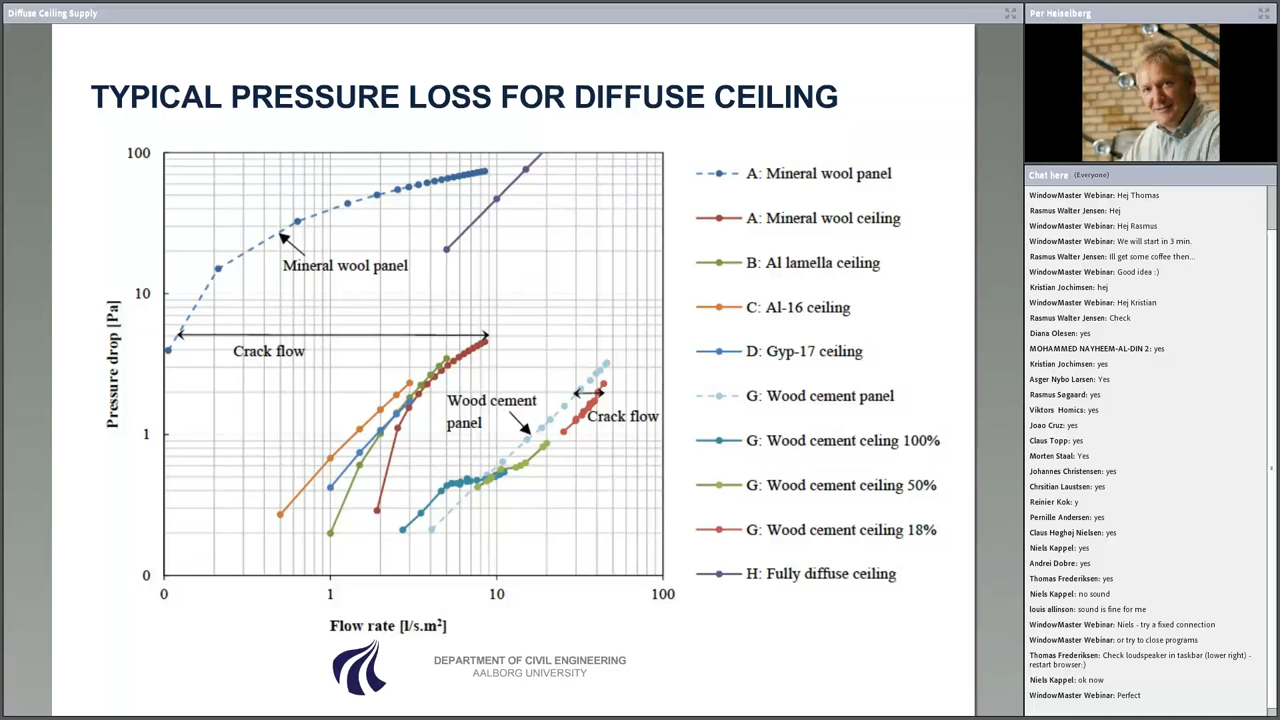 Diffuse Ceiling Supply
TYPICAL PRESSURE LOSS FOR DIFFUSE CEILING
100
10
1
0
0
1
10
100
Pressure drop [Pa]
Flow rate [l/s.m²]
Mineral wool panel
Crack flow
Wood cement
panel
Crack flow
A: Mineral wool panel
A: Mineral wool ceiling
B: Al lamella ceiling
C: Al-16 ceiling
D: Gyp-17 ceiling
G: Wood cement panel
G: Wood cement celing 100%
G: Wood cement ceiling 50%
G: Wood cement ceiling 18%
H: Fully diffuse ceiling
DEPARTMENT OF CIVIL ENGINEERING
AALBORG UNIVERSITY
Per Heiselberg
Chat here (Everyone)
WindowMaster Webinar: Hej Thomas
Rasmus Walter Jensen: Hej
WindowMaster Webinar: Hej Rasmus
WindowMaster Webinar: We will start in 3 min.
Rasmus Walter Jensen: Ill get some coffee then...
WindowMaster Webinar: Good idea :)
Kristian Jochimsen: hej
WindowMaster Webinar: Hej Kristian
Rasmus Walter Jensen: Check
Diana Olesen: yes
MOHAMMED NAYHEEM-AL-DIN 2: yes
Kristian Jochimsen: yes
Asger Nybo Larsen: Yes
Rasmus Søgaard: yes
Viktors Homics: yes
Joao Cruz: yes
Claus Topp: yes
Morten Staal: Yes
Johannes Christensen: yes
Chrsitian Laustsen: yes
Reinier Kok: y
Pernille Andersen: yes
Claus Høghøj Nielsen: yes
Niels Kappel: yes
Andrei Dobre: yes
Thomas Frederiksen: yes
Niels Kappel: no sound
louis allinson: sound is fine for me
WindowMaster Webinar: Niels - try a fixed connection
WindowMaster Webinar: or try to close programs
Thomas Frederiksen: Check loudspeaker in taskbar (lower right) -
restart browser:)
Niels Kappel: ok now
WindowMaster Webinar: Perfect